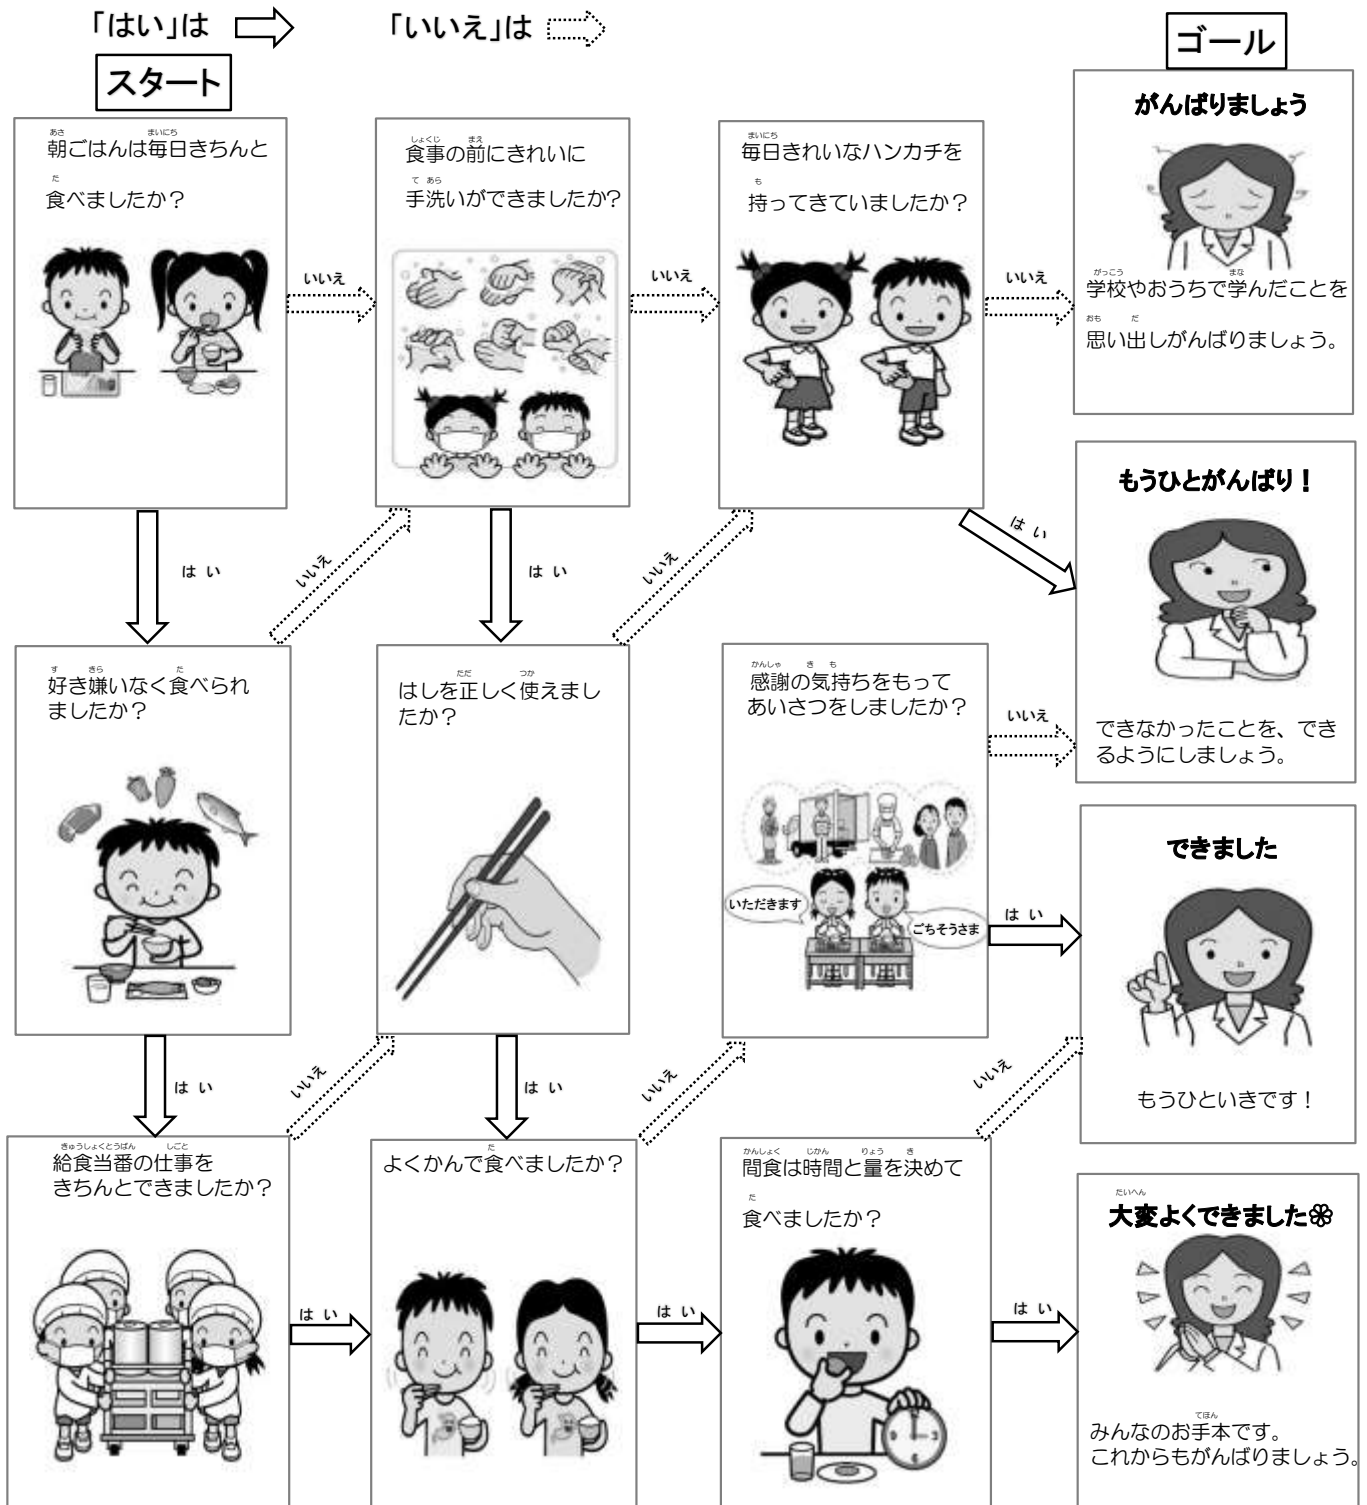 「はい」は
「いいえ」は
スタート
ゴール
朝ごはんは毎日きちんと
食べましたか？
いいえ
はい
食事の前にきれいに
手洗いができましたか?
いいえ
はい
毎日きれいなハンカチを
持ってきていましたか？
いいえ
はい
がんばりましょう
学校やおうちで学んだことを
思い出しがんばりましょう。
もうひとがんばり！
できなかったことを、でき
るようにしましょう。
好き嫌いなく食べられ
ましたか？
いいえ
はい
はしを正しく使えまし
たか？
いいえ
はい
感謝の気持ちをもって
あいさつをしましたか？
いただきます
ごちそうさま
いいえ
はい
できました
もうひといきです！
給食当番の仕事を
きちんとできましたか？
いいえ
はい
よくかんで食べましたか？
いいえ
はい
間食は時間と量を決めて
食べましたか？
9
3
6
いいえ
はい
大変よくできました
みんなのお手本です。
これからもがんばりましょう。